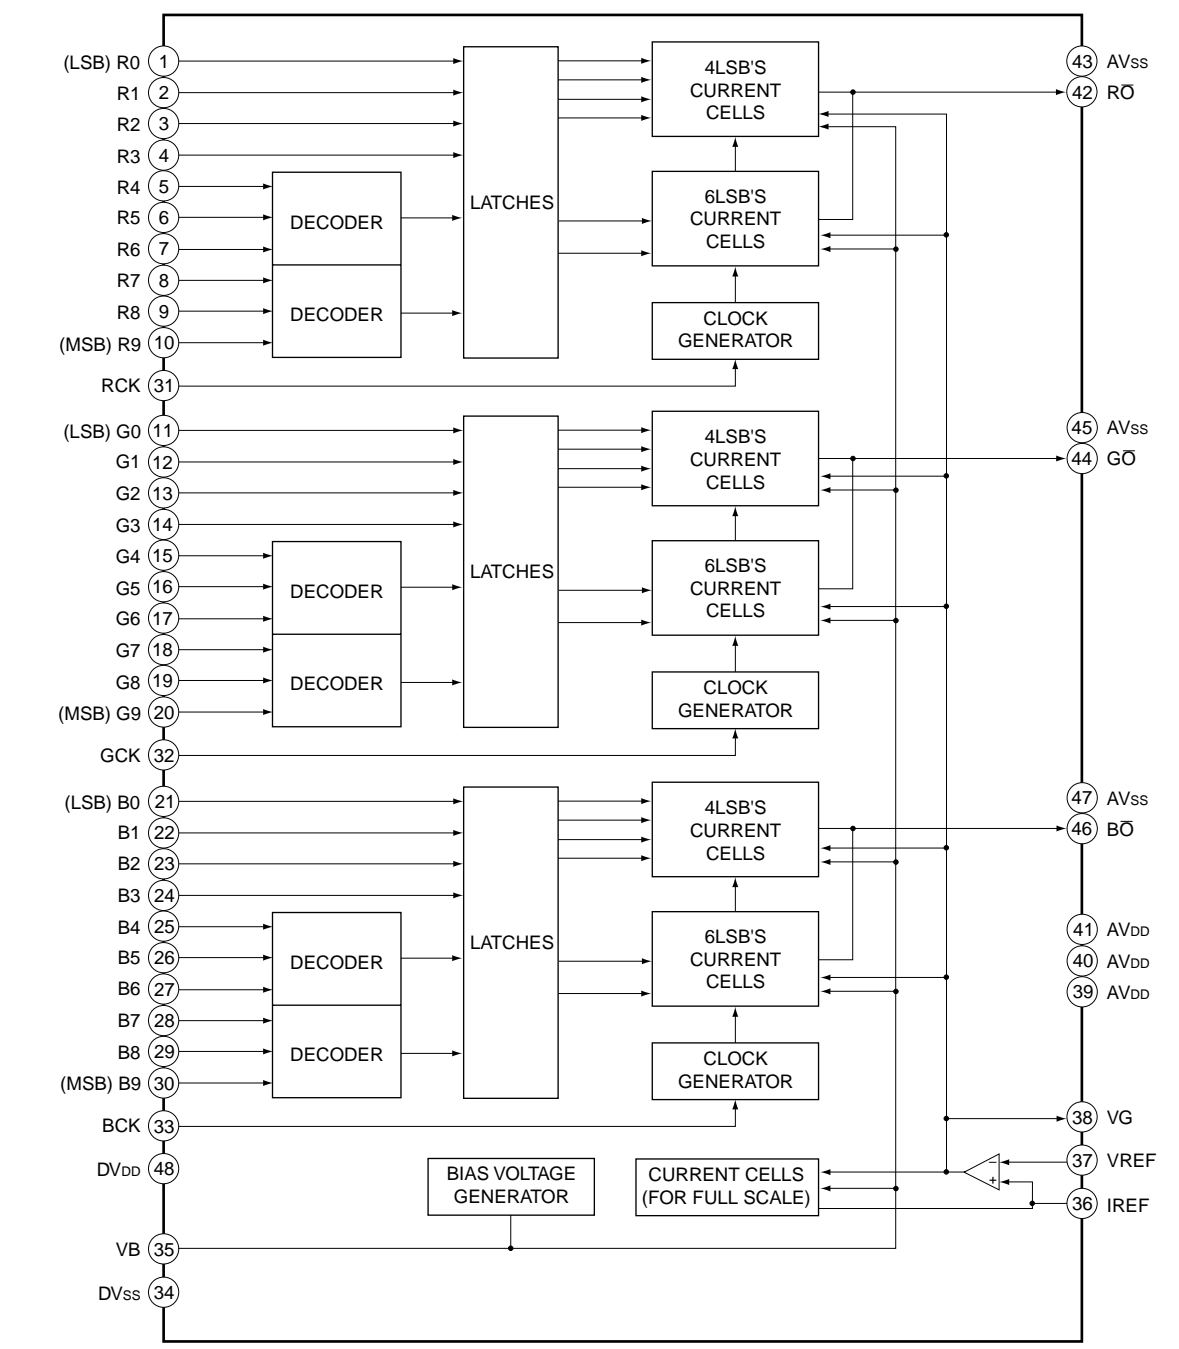 (LSB) R0 1
R1 2
R2 3
R3 4
R4 5
R5 6
R6 7
R7 8
R8 9
(MSB) R9 10
RCK 31
DECODER
DECODER
LATCHES
4LSB'S
CURRENT
CELLS
6LSB'S
CURRENT
CELLS
CLOCK
GENERATOR
43 AVss
42 RO̅
(LSB) G0 11
G1 12
G2 13
G3 14
G4 15
G5 16
G6 17
G7 18
G8 19
(MSB) G9 20
GCK 32
DECODER
DECODER
LATCHES
4LSB'S
CURRENT
CELLS
6LSB'S
CURRENT
CELLS
CLOCK
GENERATOR
45 AVss
44 GO̅
(LSB) B0 21
B1 22
B2 23
B3 24
B4 25
B5 26
B6 27
B7 28
B8 29
(MSB) B9 30
BCK 33
DECODER
DECODER
LATCHES
4LSB'S
CURRENT
CELLS
6LSB'S
CURRENT
CELLS
CLOCK
GENERATOR
47 AVss
46 BO̅
41 AVDD
40 AVDD
39 AVDD
38 VG
37 VREF
36 IREF
DVDD 48
VB 35
DVss 34
BIAS VOLTAGE
GENERATOR
CURRENT CELLS
(FOR FULL SCALE)
−
+